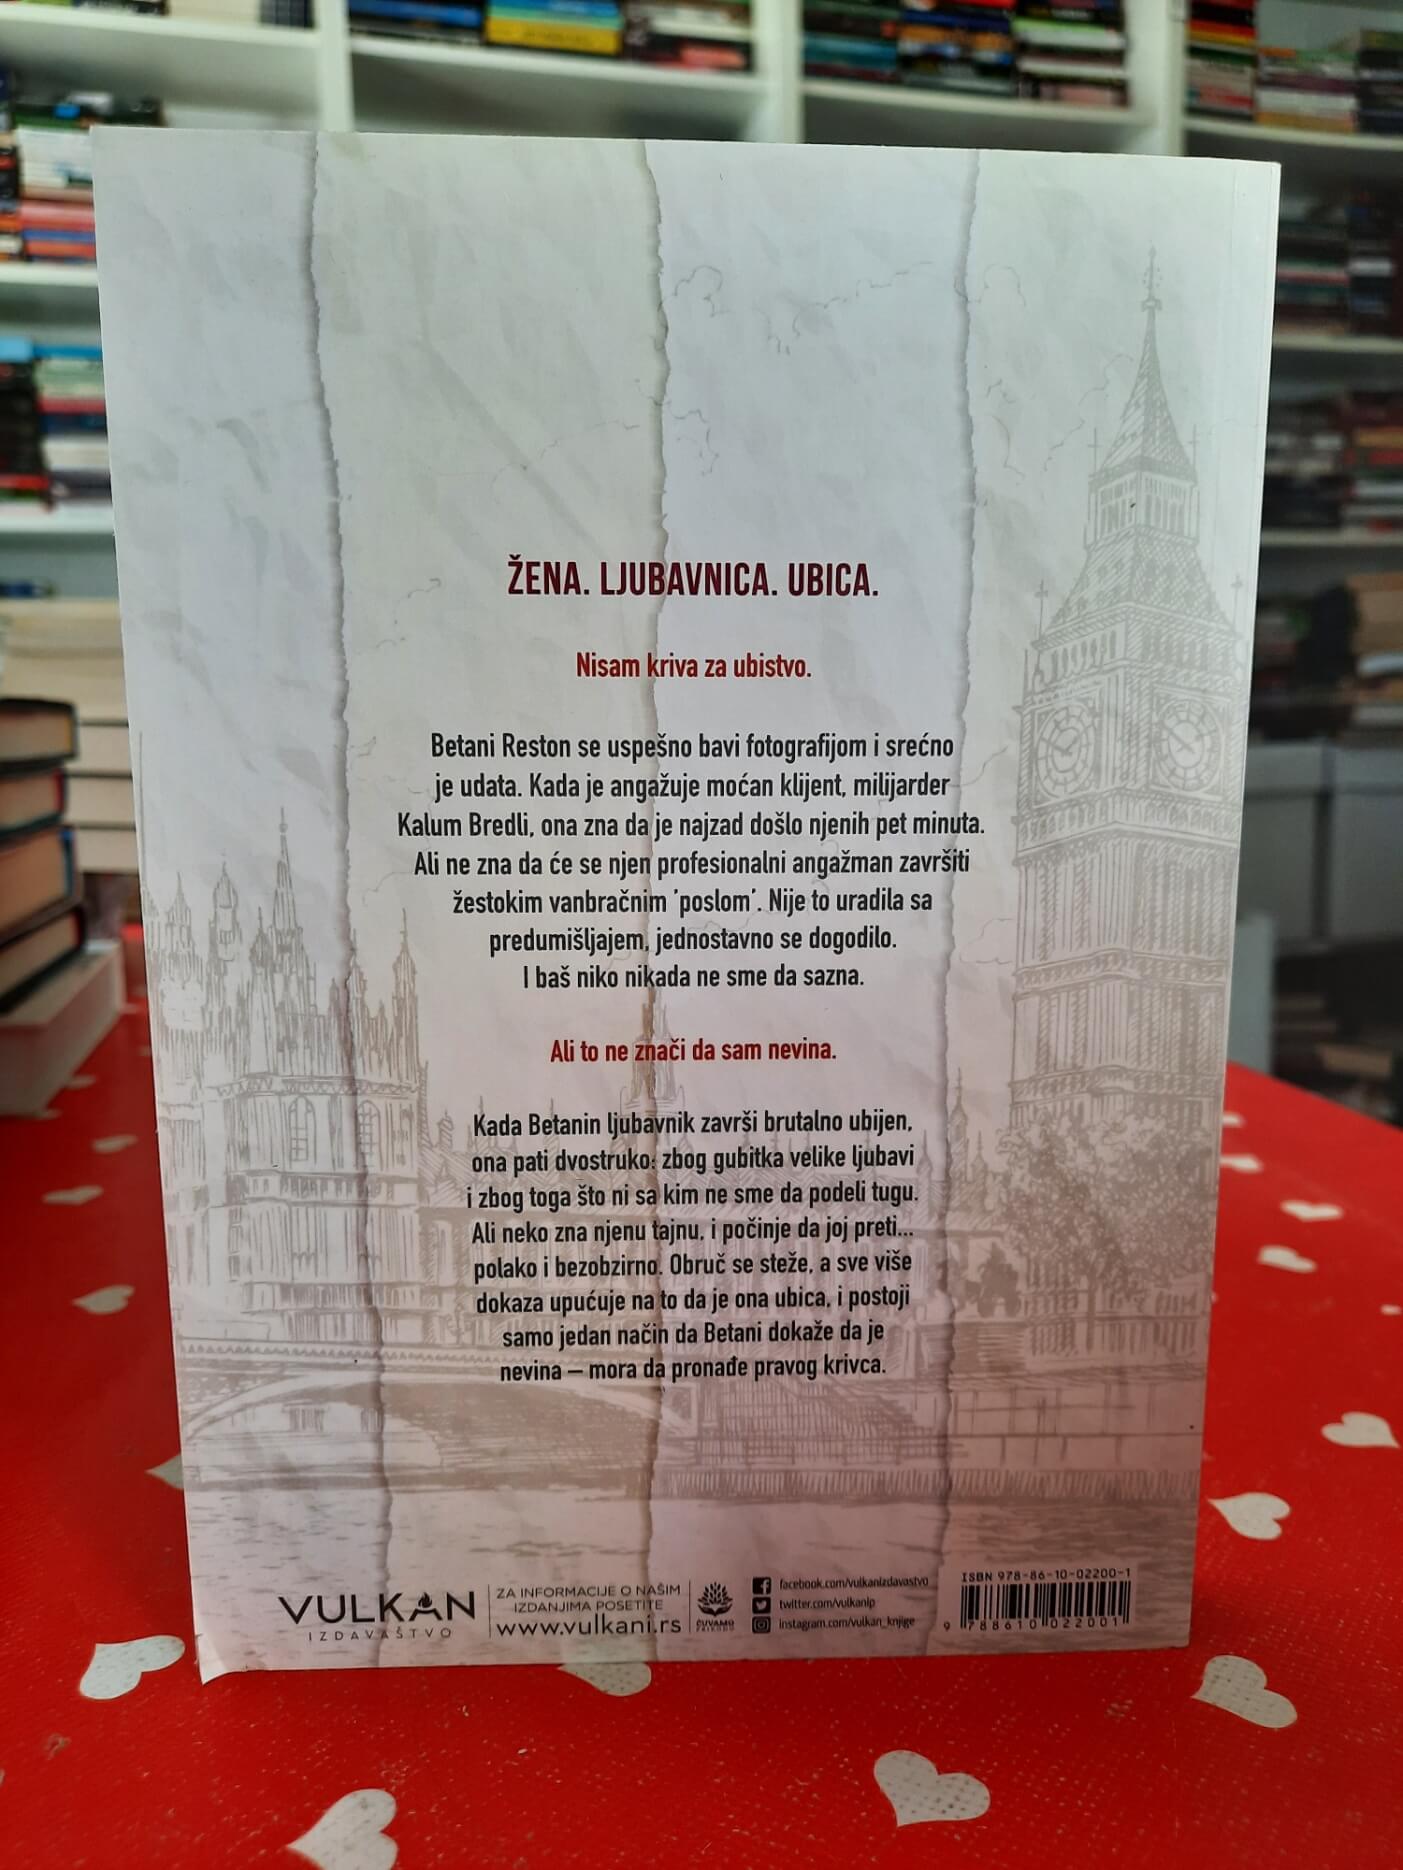 ŽENA. LJUBAVNICA. UBICA.
Nisam kriva za ubistvo.
Betani Reston se uspešno bavi fotografijom i srećno
je udata. Kada je angažuje moćan klijent, milijarder
Kalum Bredli, ona zna da je najzad došlo njenih pet minuta.
Ali ne zna da će se njen profesionalni angažman završiti
žestokim vanbračnim 'poslom'. Nije to uradila sa
predumišljajem, jednostavno se dogodilo.
I baš niko nikada ne sme da sazna.
Ali to ne znači da sam nevina.
Kada Betanin ljubavnik završi brutalno ubijen,
ona pati dvostruko: zbog gubitka velike ljubavi
i zbog toga što ni sa kim ne sme da podeli tugu.
Ali neko zna njenu tajnu, i počinje da joj preti...
polako i bezobzirno. Obruč se steže, a sve više
dokaza upućuje na to da je ona ubica, i postoji
samo jedan način da Betani dokaže da je
nevina – mora da pronađe pravog krivca.
VULKAN
IZDAVAŠTVO
ZA INFORMACIJE O NAŠIM
IZDANJIMA POSETITE
www.vulkani.rs
ČUVAMO
PRIRODU
facebook.com/vulkanizdavastvo
twitter.com/vulkanip
instagram.com/vulkan_knjige
ISBN 978-86-10-02200-1
9 788610 022001